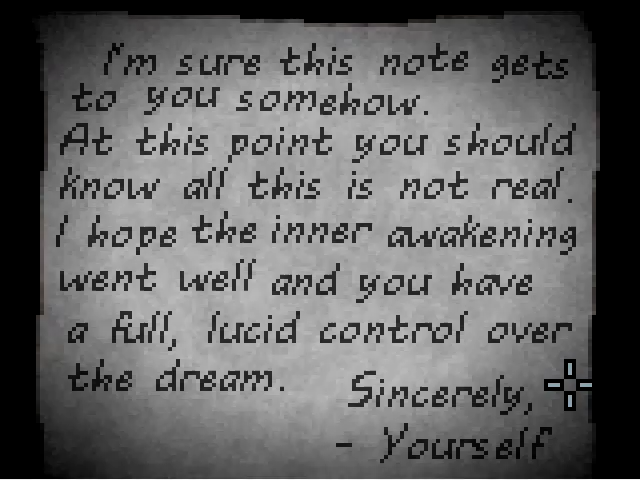 I'm sure this note gets
to you somehow.
At this point you should
know all this is not real.
I hope the inner awakening
went well and you have
a full, lucid control over
the dream.
Sincerely,
- Yourself